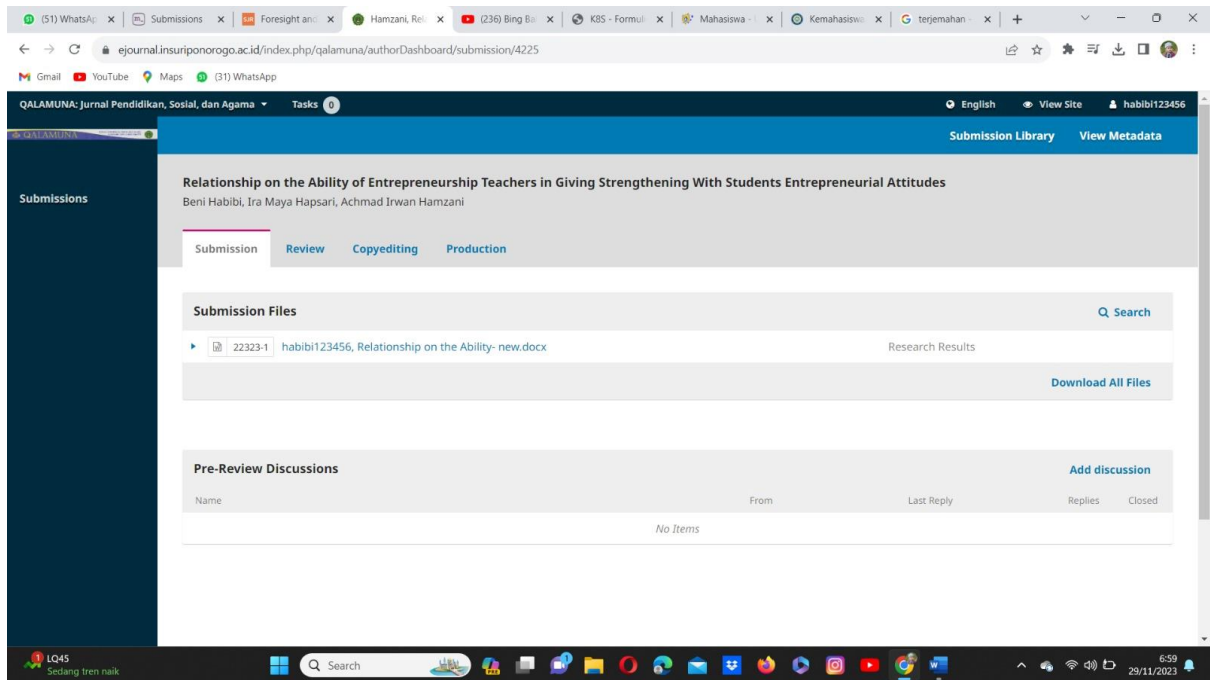 (51) WhatsAp
Submissions
Foresight and
Hamzani, Rel
(236) Bing Ba
K8S - Formul
Mahasiswa -
Kemahasiswa
terjemahan -
ejournal.insuriponorogo.ac.id/index.php/qalamuna/authorDashboard/submission/4225
Gmail YouTube Maps (31) WhatsApp
QALAMUNA: Jurnal Pendidikan, Sosial, dan Agama Tasks 0 English View Site habibi123456
QALAMUNA
Submission Library View Metadata
Submissions
Relationship on the Ability of Entrepreneurship Teachers in Giving Strengthening With Students Entrepreneurial Attitudes
Beni Habibi, Ira Maya Hapsari, Achmad Irwan Hamzani
Submission Review Copyediting Production
Submission Files Search
22323-1 habibi123456, Relationship on the Ability- new.docx Research Results
Download All Files
Pre-Review Discussions Add discussion
Name From Last Reply Replies Closed
No Items
1 LQ45
Sedang tren naik
Search
6:59
29/11/2023